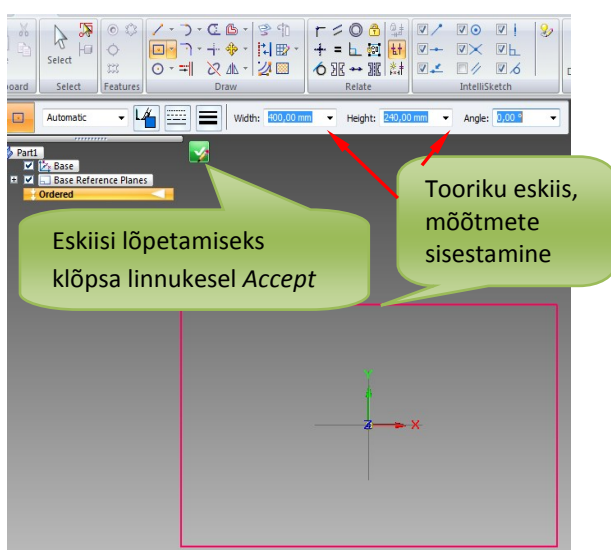 Select
oard
Select
Features
Draw
Relate
IntelliSketch
Automatic
Width: 400,00 mm
Height: 240,00 mm
Angle: 0,00 °
Part1
Base
Base Reference Planes
Ordered
Eskiisi lõpetamiseks
klõpsa linnukesel Accept
Tooriku eskiis,
mõõtmete
sisestamine
Y
Z
X